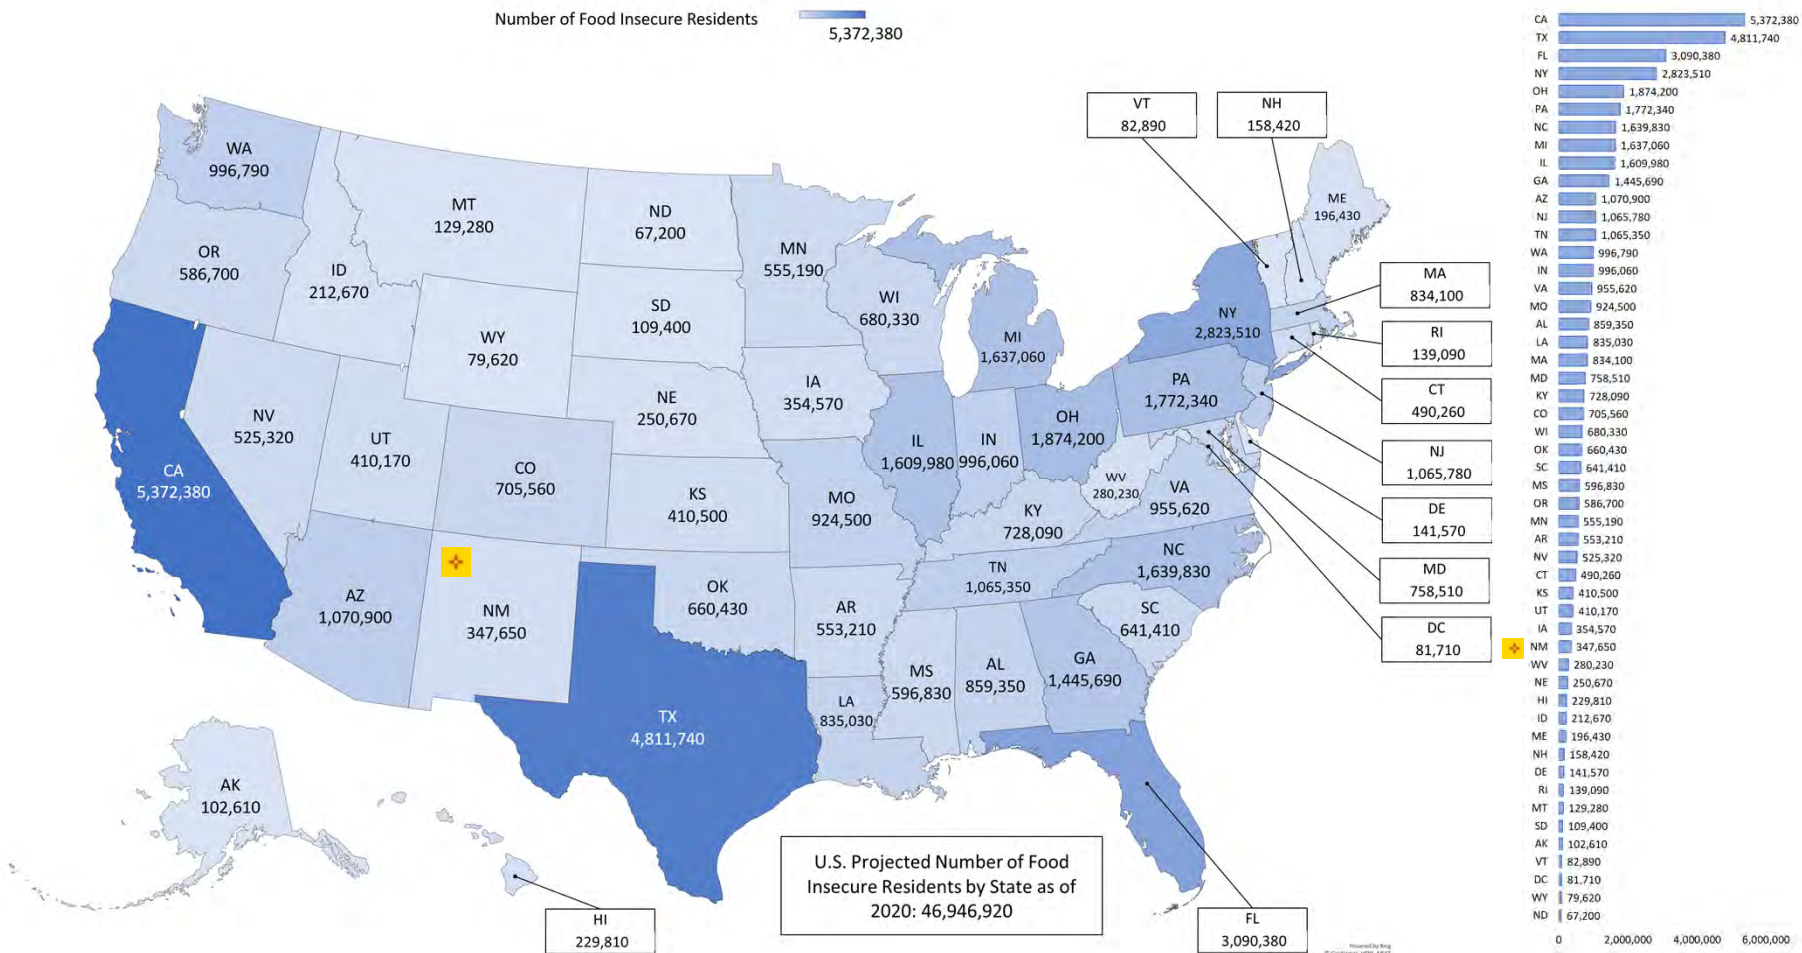 Number of Food Insecure Residents
5,372,380
WA
996,790
OR
586,700
ID
212,670
MT
129,280
ND
67,200
MN
555,190
SD
109,400
WY
79,620
WI
680,330
MI
1,637,060
IA
354,570
NE
250,670
NV
525,320
UT
410,170
CO
705,560
CA
5,372,380
KS
410,500
MO
924,500
IL
1,609,980
IN
996,060
OH
1,874,200
PA
1,772,340
NY
2,823,510
VT
82,890
NH
158,420
ME
196,430
MA
834,100
RI
139,090
CT
490,260
NJ
1,065,780
DE
141,570
MD
758,510
DC
81,710
WV
280,230
VA
955,620
KY
728,090
NC
1,639,830
TN
1,065,350
SC
641,410
AZ
1,070,900
NM
347,650
OK
660,430
AR
553,210
MS
596,830
AL
859,350
GA
1,445,690
LA
835,030
TX
4,811,740
AK
102,610
HI
229,810
FL
3,090,380
U.S. Projected Number of Food
Insecure Residents by State as of
2020: 46,946,920
Powered by Bing
CA 5,372,380
TX 4,811,740
FL 3,090,380
NY 2,823,510
OH 1,874,200
PA 1,772,340
NC 1,639,830
MI 1,637,060
IL 1,609,980
GA 1,445,690
AZ 1,070,900
NJ 1,065,780
TN 1,065,350
WA 996,790
IN 996,060
VA 955,620
MO 924,500
AL 859,350
LA 835,030
MA 834,100
MD 758,510
KY 728,090
CO 705,560
WI 680,330
OK 660,430
SC 641,410
MS 596,830
OR 586,700
MN 555,190
AR 553,210
NV 525,320
CT 490,260
KS 410,500
UT 410,170
IA 354,570
NM 347,650
WV 280,230
NE 250,670
HI 229,810
ID 212,670
ME 196,430
NH 158,420
DE 141,570
RI 139,090
MT 129,280
SD 109,400
AK 102,610
VT 82,890
DC 81,710
WY 79,620
ND 67,200
0 2,000,000 4,000,000 6,000,000